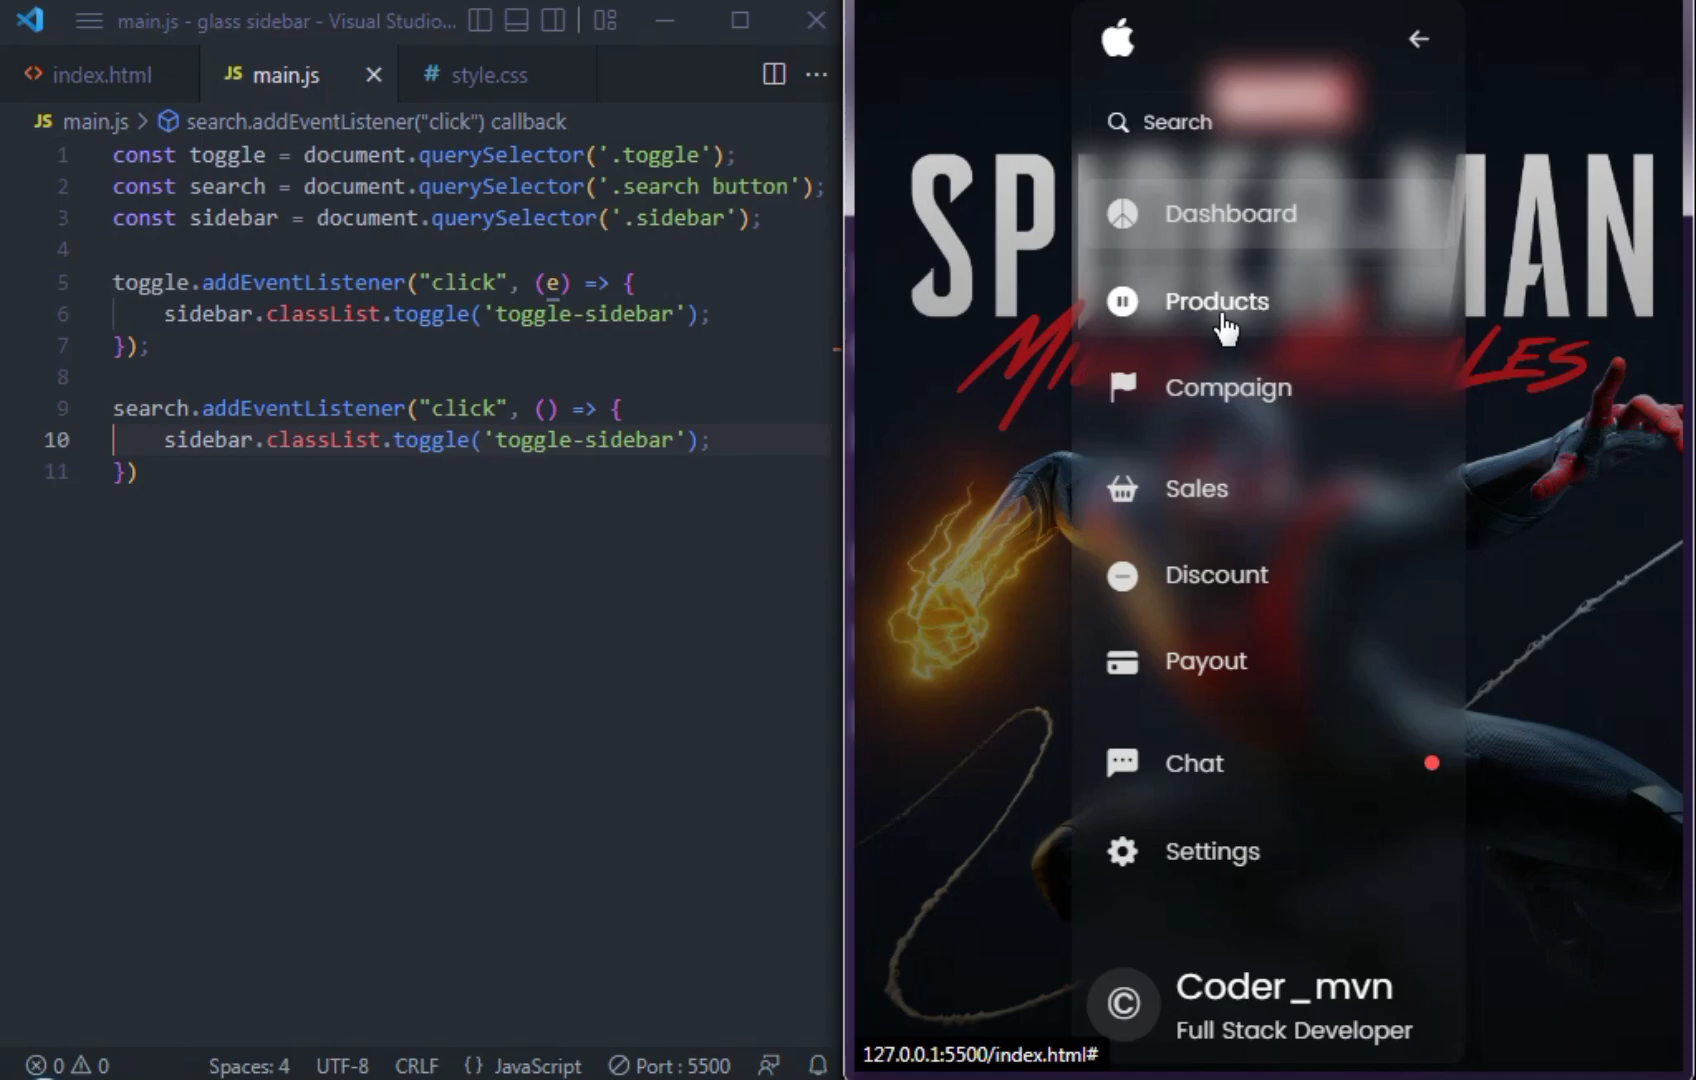 main.js - glass sidebar - Visual Studio...
index.html
JS main.js
# style.css
JS main.js > search.addEventListener("click") callback
1 const toggle = document.querySelector('.toggle');
2 const search = document.querySelector('.search button');
3 const sidebar = document.querySelector('.sidebar');
4
5 toggle.addEventListener("click", (e) => {
6 sidebar.classList.toggle('toggle-sidebar');
7 });
8
9 search.addEventListener("click", () => {
10 sidebar.classList.toggle('toggle-sidebar');
11 })
0 0
Spaces: 4
UTF-8
CRLF
{} JavaScript
Port : 5500
Search
Dashboard
Products
Compaign
Sales
Discount
Payout
Chat
Settings
©
Coder_mvn
Full Stack Developer
127.0.0.1:5500/index.html#